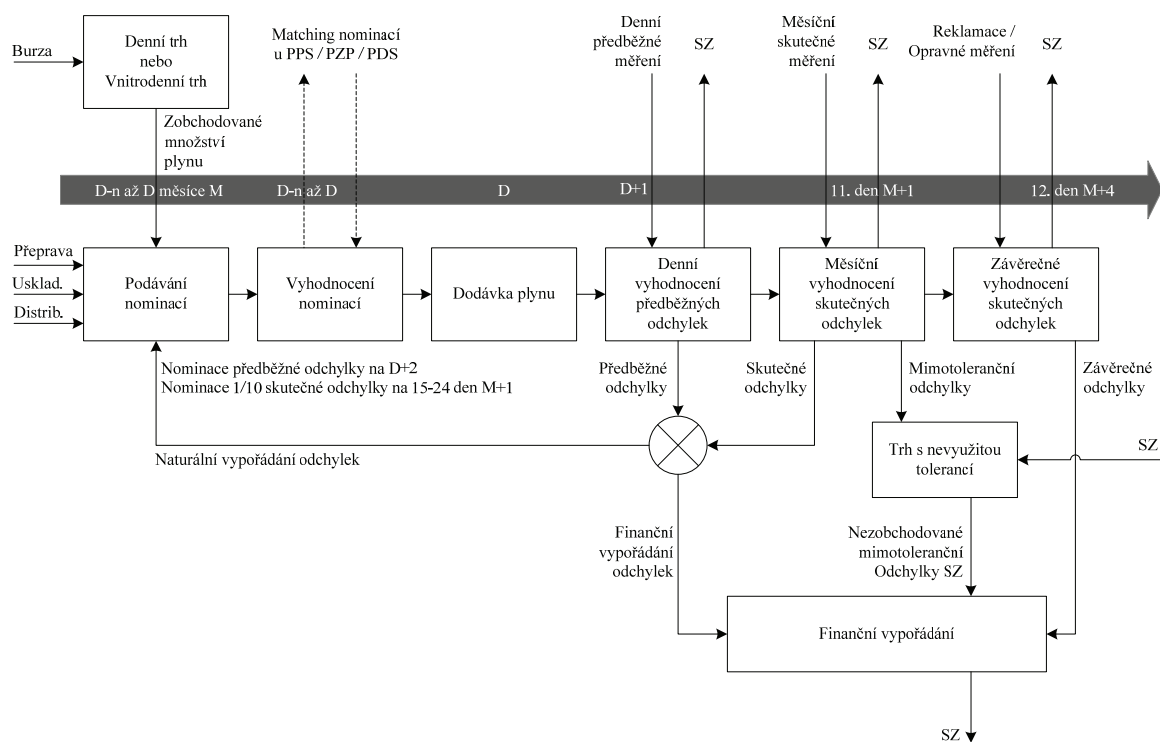 Burza
Denní trh
nebo
Vnitrodenní trh
Matching nominací
u PPS / PZP / PDS
Denní
předběžné
měření
SZ
Měsíční
skutečné
měření
SZ
Reklamace /
Opravné měření
SZ
Zobchodované
množství
plynu
D-n až D měsíce M
D-n až D
D
D+1
11. den M+1
12. den M+4
Přeprava
Usklad.
Distrib.
Podávání
nominací
Vyhodnocení
nominací
Dodávka plynu
Denní
vyhodnocení
předběžných
odchylek
Měsíční
vyhodnocení
skutečných
odchylek
Závěrečné
vyhodnocení
skutečných
odchylek
Nominace předběžné odchylky na D+2
Nominace 1/10 skutečné odchylky na 15-24 den M+1
Předběžné
odchylky
Skutečné
odchylky
Mimotoleranční
odchylky
Závěrečné
odchylky
Naturální vypořádání odchylek
Trh s nevyužitou
tolerancí
SZ
Finanční
vypořádání
odchylek
Nezobchodované
mimotoleranční
Odchylky SZ
Finanční vypořádání
SZ